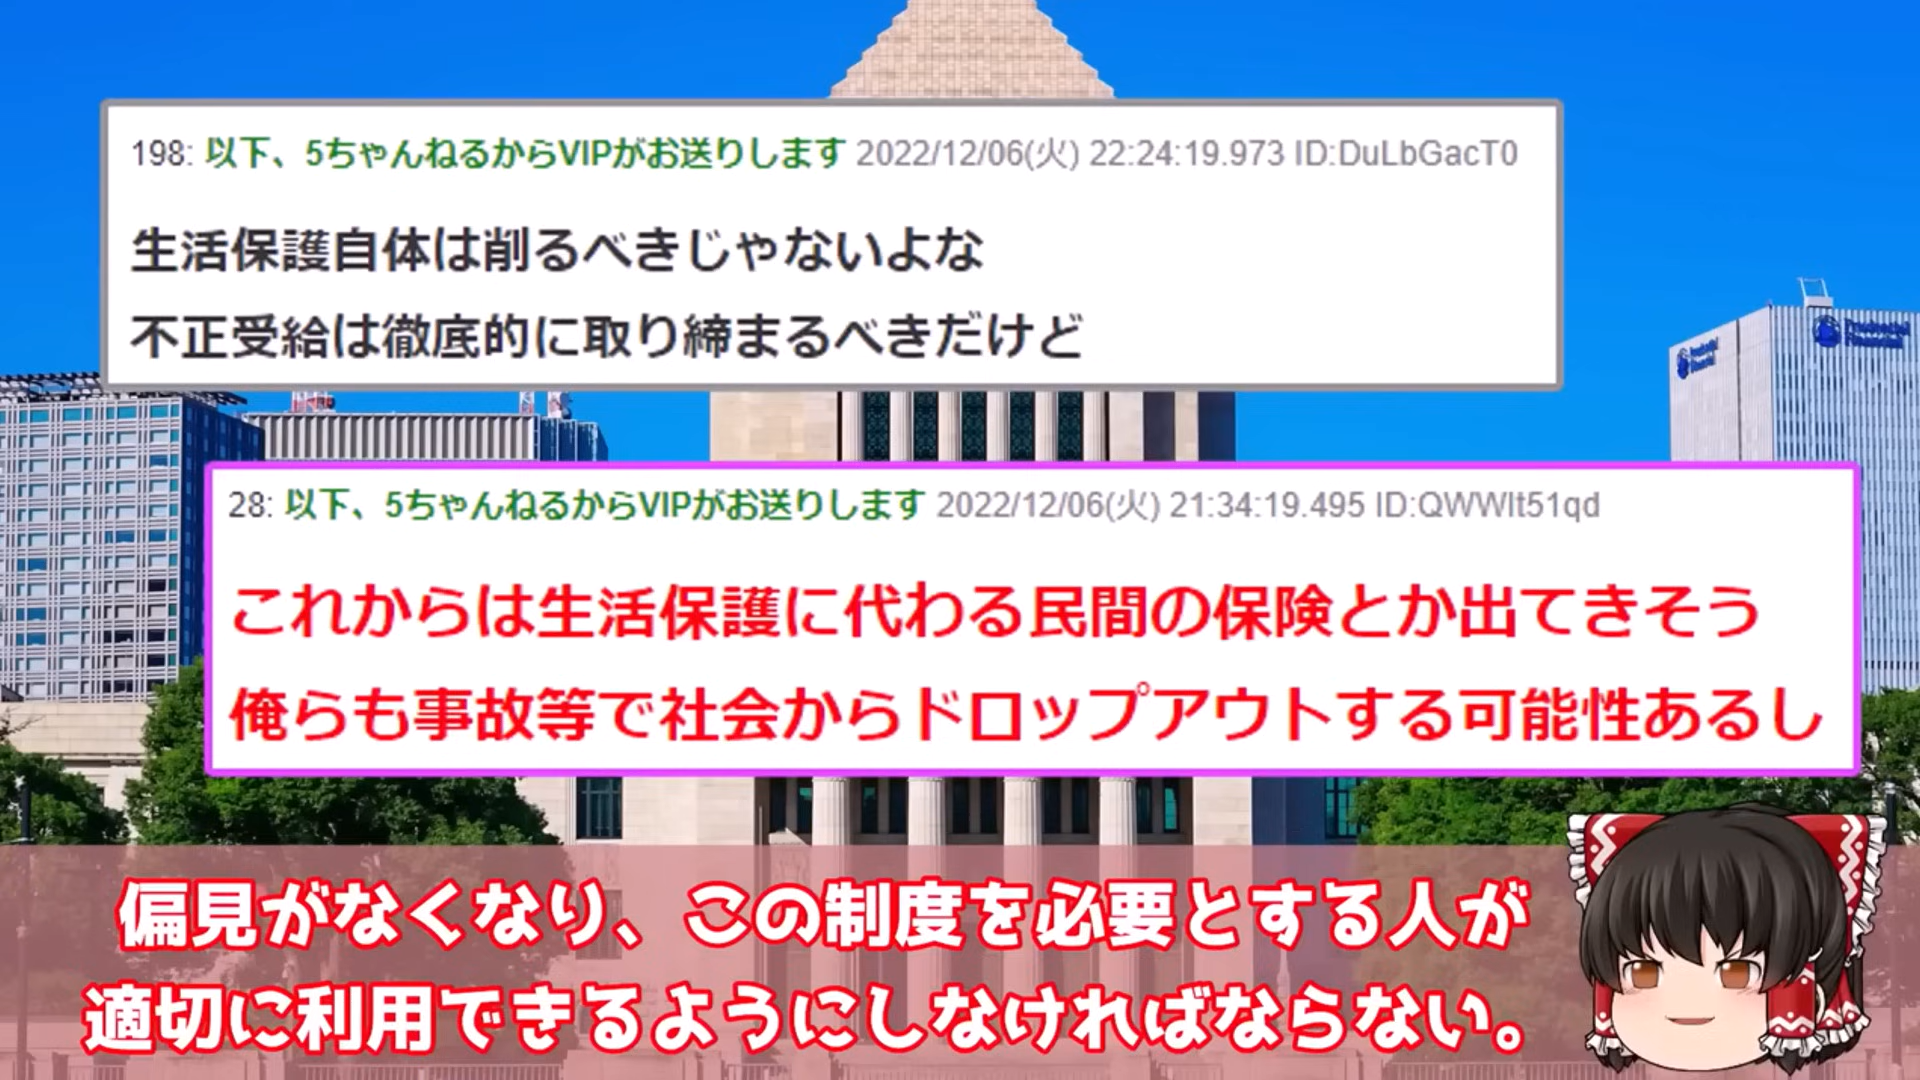 198: 以下、5ちゃんねるからVIPがお送りします 2022/12/06(火) 22:24:19.973 ID:DuLbGacT0
生活保護自体は削るべきじゃないよな
不正受給は徹底的に取り締まるべきだけど
Prudential
Financial
28: 以下、5ちゃんねるからVIPがお送りします 2022/12/06(火) 21:34:19.495 ID:QWWlt51qd
これからは生活保護に代わる民間の保険とか出てきそう
俺らも事故等で社会からドロップアウトする可能性あるし
偏見がなくなり、この制度を必要とする人が
適切に利用できるようにしなければならない。